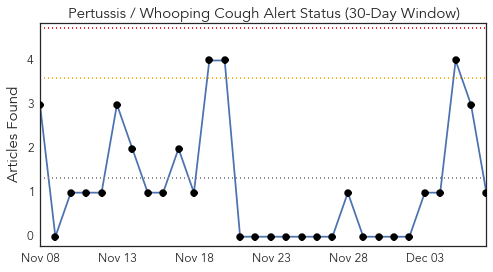 Pertussis / Whooping Cough Alert Status (30-Day Window)
Articles Found
4
3
2
1
0
Nov 08
Nov 13
Nov 18
Nov 23
Nov 28
Dec 03